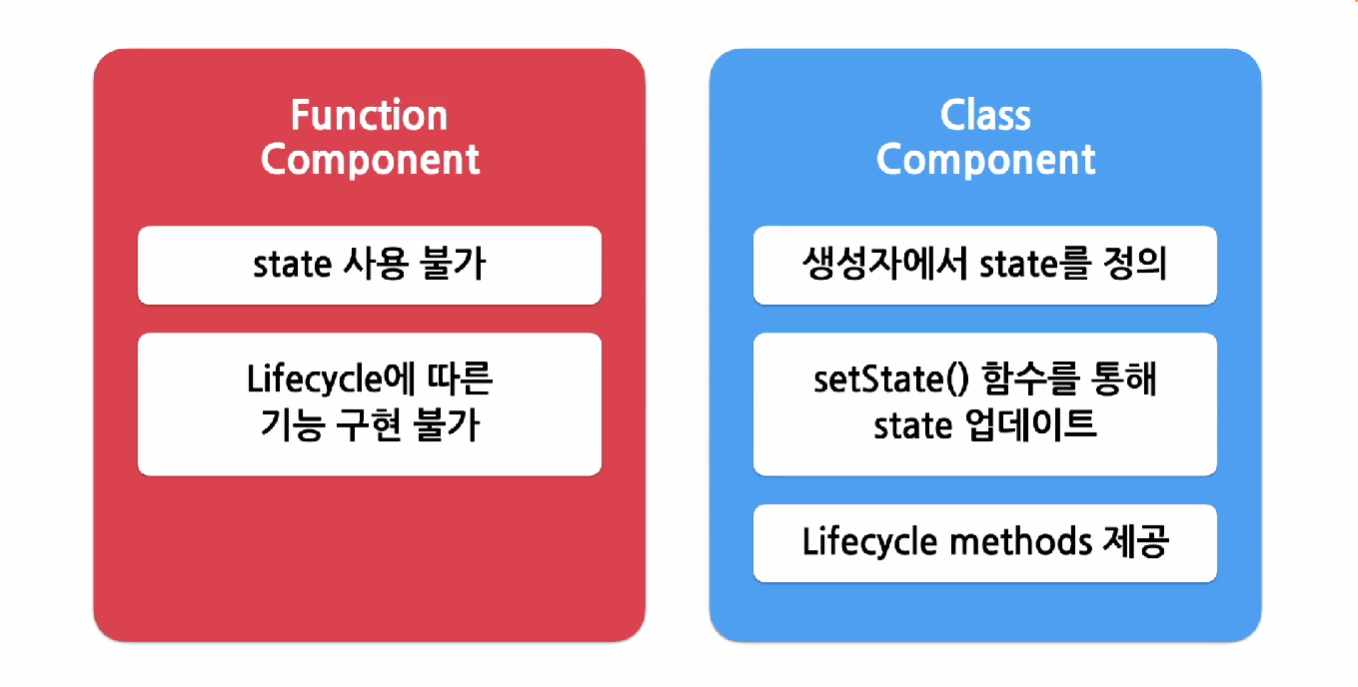 Function
Component
state 사용 불가
Lifecycle에 따른
기능 구현 불가
Class
Component
생성자에서 state를 정의
setState() 함수를 통해
state 업데이트
Lifecycle methods 제공